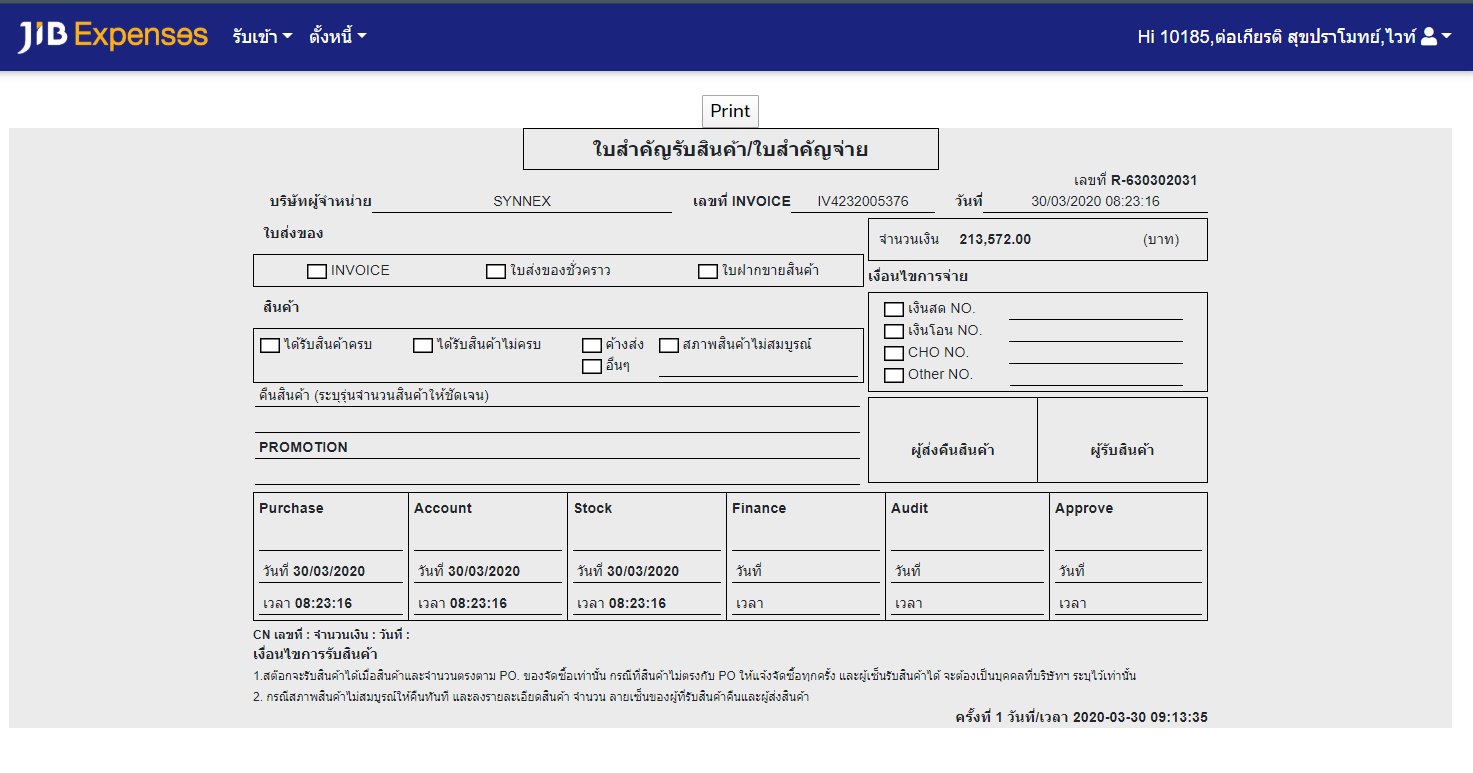 JIB Expenses รับเข้า ตั้งหนี้ Hi 10185,ต่อเกียรติ สุขปราโมทย์,ไวท์
Print
ใบสำคัญรับสินค้า/ใบสำคัญจ่าย
เลขที่ R-630302031
บริษัทผู้จำหน่าย SYNNEX เลขที่ INVOICE IV4232005376 วันที่ 30/03/2020 08:23:16
ใบส่งของ
จำนวนเงิน 213,572.00 (บาท)
INVOICE ใบส่งของชั่วคราว ใบฝากขายสินค้า
เงื่อนไขการจ่าย
สินค้า
เงินสด NO.
เงินโอน NO.
CHO NO.
Other NO.
ได้รับสินค้าครบ ได้รับสินค้าไม่ครบ ค้างส่ง สภาพสินค้าไม่สมบูรณ์
อื่นๆ
คืนสินค้า (ระบุรุ่นจำนวนสินค้าให้ชัดเจน)
PROMOTION
ผู้ส่งคืนสินค้า ผู้รับสินค้า
Purchase Account Stock Finance Audit Approve
วันที่ 30/03/2020 วันที่ 30/03/2020 วันที่ 30/03/2020 วันที่ วันที่ วันที่
เวลา 08:23:16 เวลา 08:23:16 เวลา 08:23:16 เวลา เวลา เวลา
CN เลขที่ : จำนวนเงิน : วันที่ :
เงื่อนไขการรับสินค้า
1.สต๊อกจะรับสินค้าได้เมื่อสินค้าและจำนวนตรงตาม PO. ของจัดซื้อเท่านั้น กรณีที่สินค้าไม่ตรงกับ PO ให้แจ้งจัดซื้อทุกครั้ง และผู้เซ็นรับสินค้าได้ จะต้องเป็นบุคคลที่บริษัทฯ ระบุไว้เท่านั้น
2. กรณีสภาพสินค้าไม่สมบูรณ์ให้คืนทันที และลงรายละเอียดสินค้า จำนวน ลายเซ็นของผู้ที่รับสินค้าคืนและผู้ส่งสินค้า
ครั้งที่ 1 วันที่/เวลา 2020-03-30 09:13:35